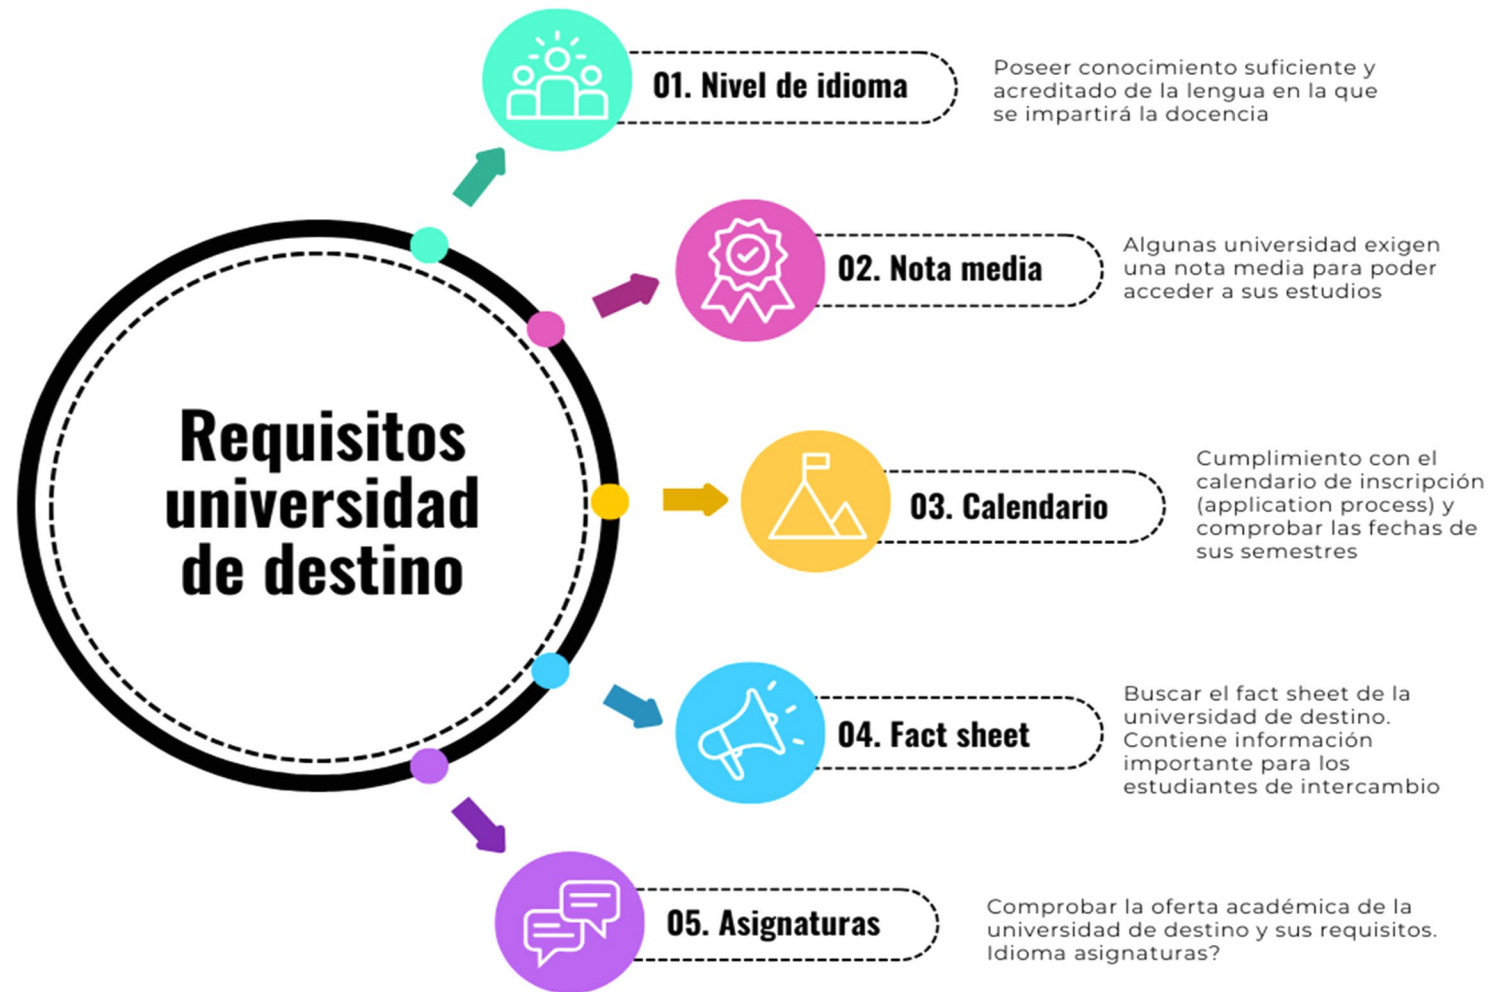 Requisitos
universidad
de destino
01. Nivel de idioma
Poseer conocimiento suficiente y
acreditado de la lengua en la que
se impartirá la docencia
02. Nota media
Algunas universidad exigen
una nota media para poder
acceder a sus estudios
03. Calendario
Cumplimiento con el
calendario de inscripción
(application process) y
comprobar las fechas de
sus semestres
04. Fact sheet
Buscar el fact sheet de la
universidad de destino.
Contiene información
importante para los
estudiantes de intercambio
05. Asignaturas
Comprobar la oferta académica de la
universidad de destino y sus requisitos.
Idioma asignaturas?